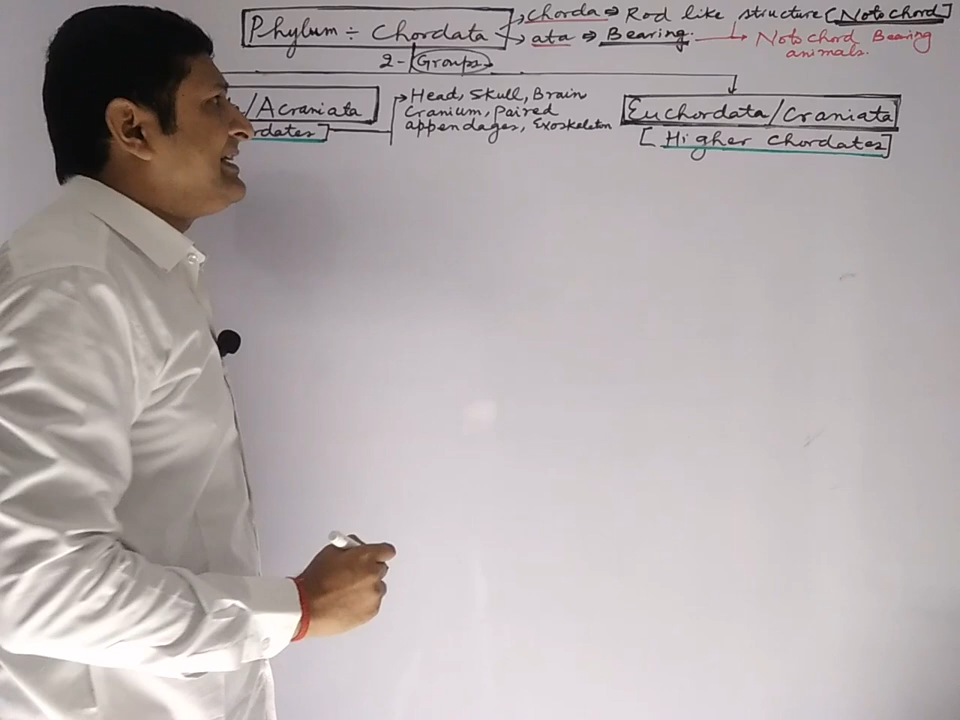 Phylum ÷ Chordata
chorda ⇒ Rod like structure [Notochord]
ata ⇒ Bearing → Notochord Bearing animals.
2- Groups
/Acraniata
rdates]
Head, Skull, Brain
Cranium, Paired
appendages, Exoskeleton
Euchordata/Craniata
[Higher chordates]